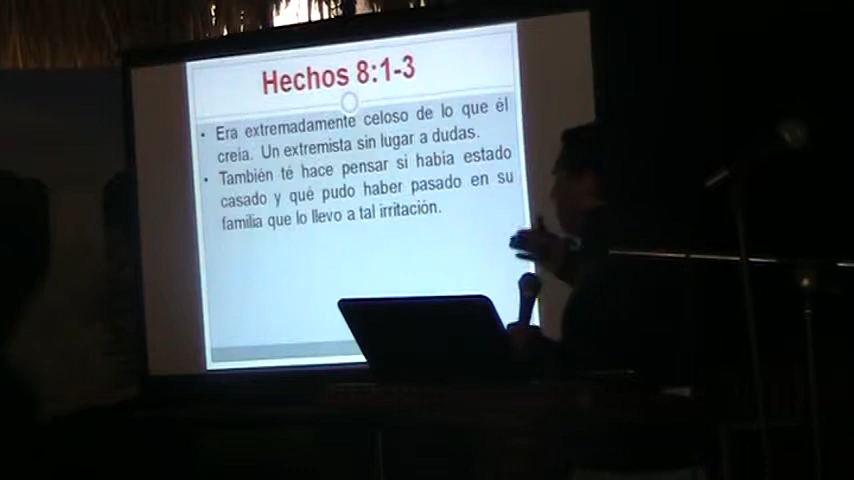 Hechos 8:1-3
• Era extremadamente celoso de lo que él
creía. Un extremista sin lugar a dudas.
• También té hace pensar si había estado
casado y qué pudo haber pasado en su
familia que lo llevo a tal irritación.